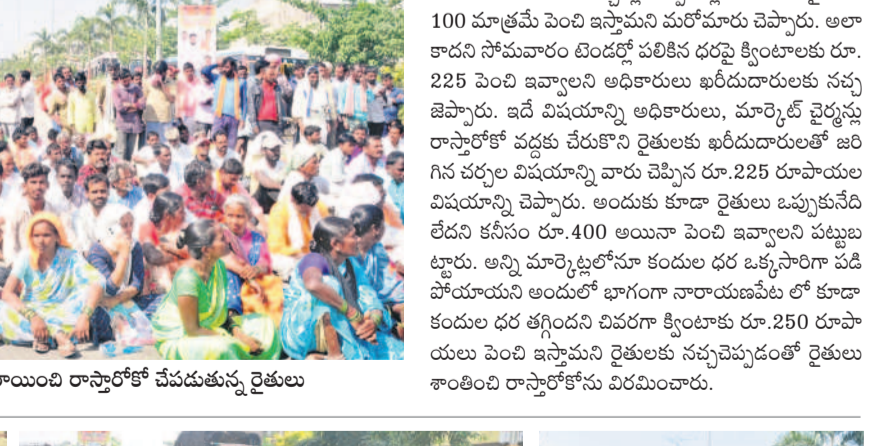 100 మాత్రమే పెంచి ఇస్తామని మరోమారు చెప్పారు. అలా
కాదని సోమవారం టెండర్లో పలికిన ధరపై క్వింటాలకు రూ.
225 పెంచి ఇవ్వాలని అధికారులు ఖరీదుదారులకు నచ్చ
జెప్పారు. ఇదే విషయాన్ని అధికారులు, మార్కెట్ చైర్మన్లు
రాస్తారోకో వద్దకు చేరుకొని రైతులకు ఖరీదుదారులతో జరి
గిన చర్చల విషయాన్ని వారు చెప్పిన రూ.225 రూపాయల
విషయాన్ని చెప్పారు. అందుకు కూడా రైతులు ఒప్పుకునేది
లేదని కనీసం రూ.400 అయినా పెంచి ఇవ్వాలని పట్టుబ
ట్టారు. అన్ని మార్కెట్లలోనూ కందుల ధర ఒక్కసారిగా పడి
పోయాయని అందులో భాగంగా నారాయణపేట లో కూడా
కందుల ధర తగ్గిందని చివరగా క్వింటాకు రూ.250 రూపా
యలు పెంచి ఇస్తామని రైతులకు నచ్చచెప్పడంతో రైతులు
శాంతించి రాస్తారోకోను విరమించారు.
రాస్తారోకో చేపడుతున్న రైతులు